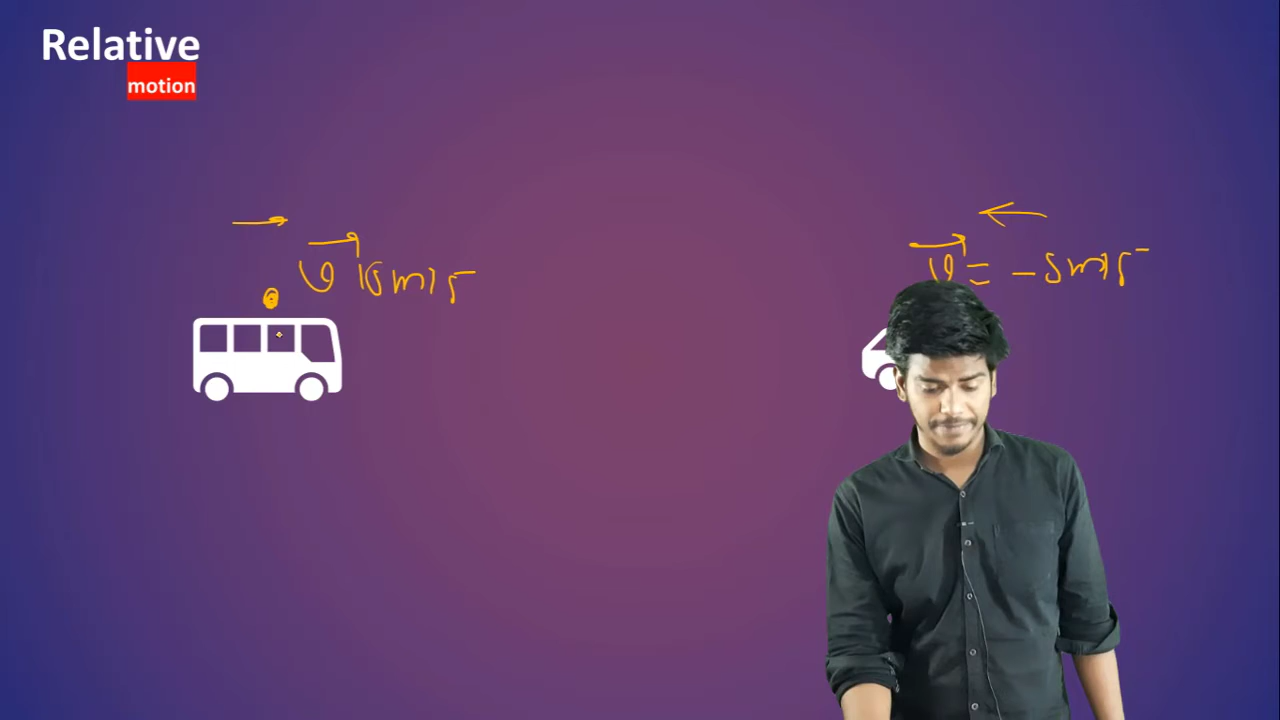 Relative
motion
v 10 m/s
v = - 5 m/s